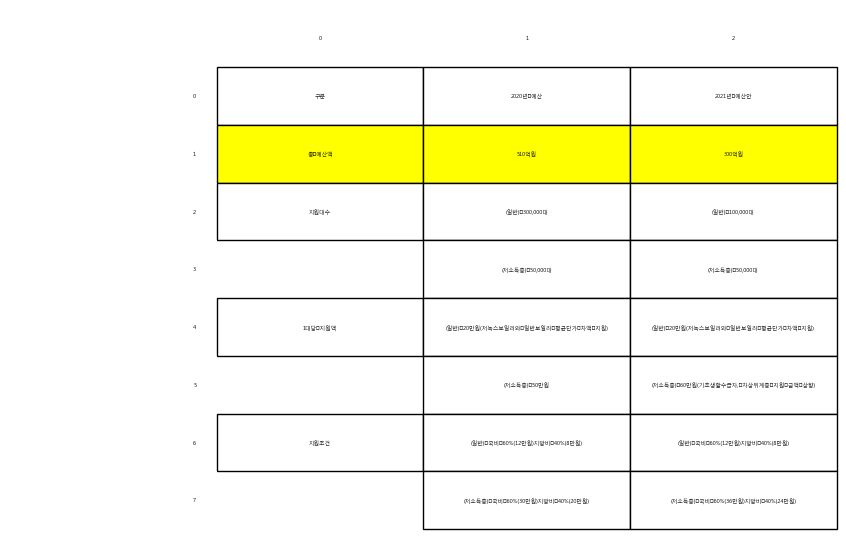 0 1 2
0 구분 2020년□예산 2021년□예산안
1 총□예산액 510억원 300억원
2 지원대수 (일반)□300,000대 (일반)□100,000대
3 (저소득층)□50,000대 (저소득층)□50,000대
4 1대당□지원액 (일반)□20만원(저녹스보일러와□일반보일러□평균단가□차액□지원) (일반)□20만원(저녹스보일러와□일반보일러□평균단가□차액□지원)
5 (저소득층)□50만원 (저소득층)□60만원(기초생활수급자,□차상위계층□지원□금액□상향)
6 지원조건 (일반)□국비□60%(12만원)지방비□40%(8만원) (일반)□국비□60%(12만원)지방비□40%(8만원)
7 (저소득층)□국비□60%(30만원)지방비□40%(20만원) (저소득층)□국비□60%(36만원)지방비□40%(24만원)